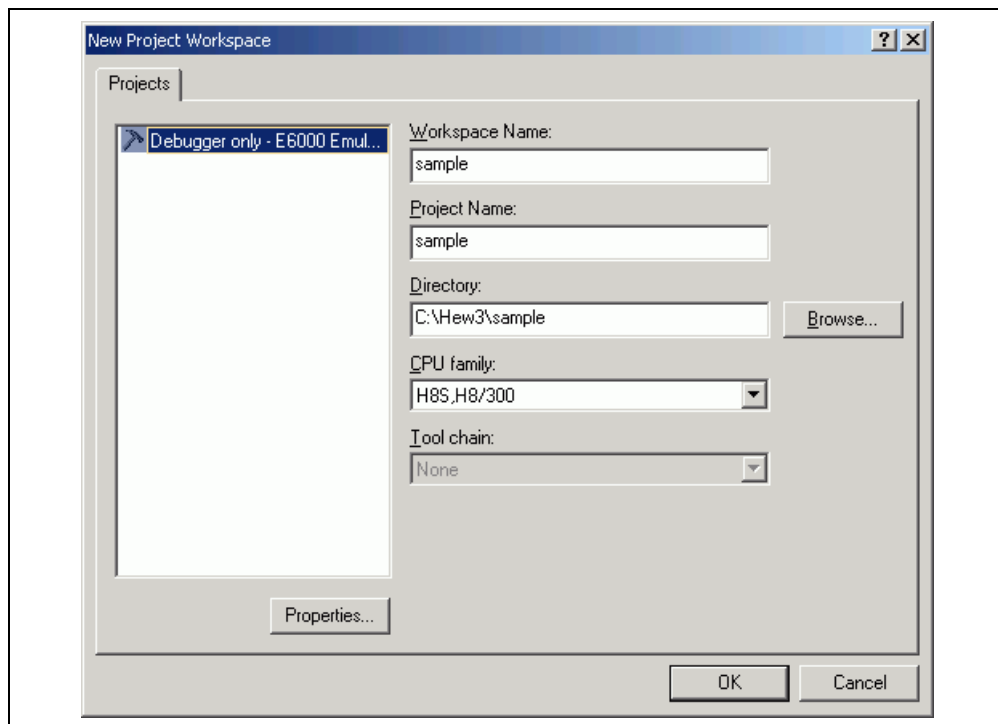 New Project Workspace
Projects
Debugger only - E6000 Emul...
Workspace Name:
sample
Project Name:
sample
Directory:
C:\Hew3\sample
Browse...
CPU family:
H8S,H8/300
Tool chain:
None
Properties...
OK
Cancel